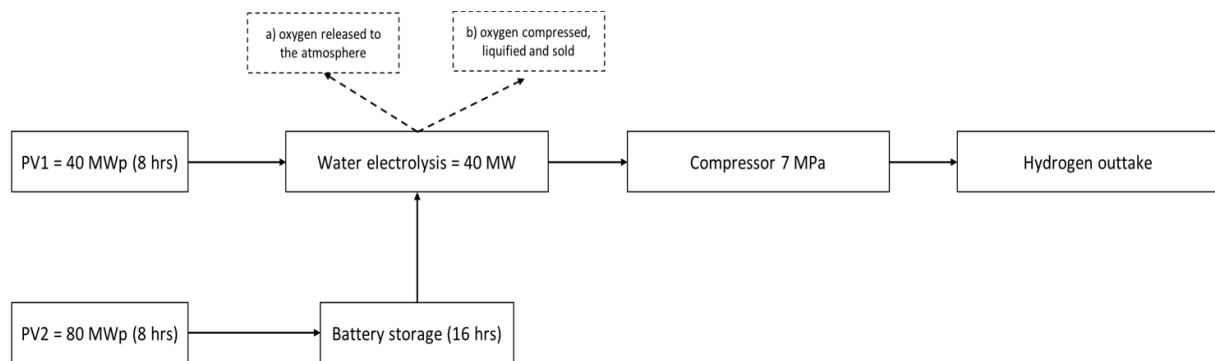 a) oxygen released to
the atmosphere
b) oxygen compressed,
liquified and sold
PV1 = 40 MWp (8 hrs)
Water electrolysis = 40 MW
Compressor 7 MPa
Hydrogen outtake
PV2 = 80 MWp (8 hrs)
Battery storage (16 hrs)